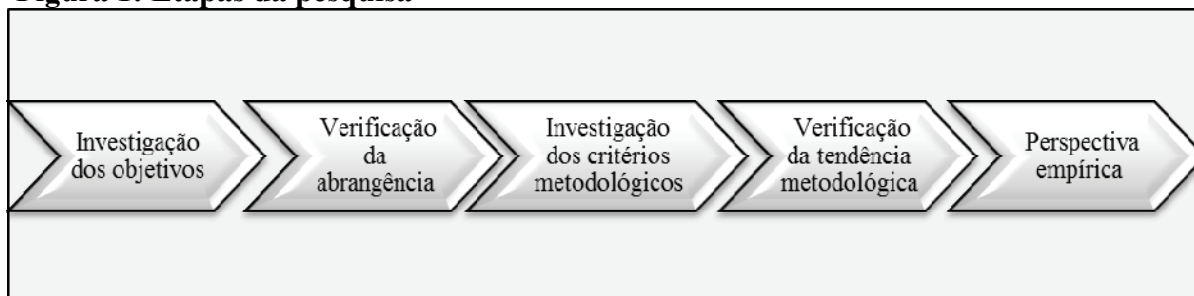 Figura 1: Etapas da pesquisa
Investigação
dos objetivos
Verificação
da
abrangência
Investigação
dos critérios
metodológicos
Verificação
da tendência
metodológica
Perspectiva
empírica